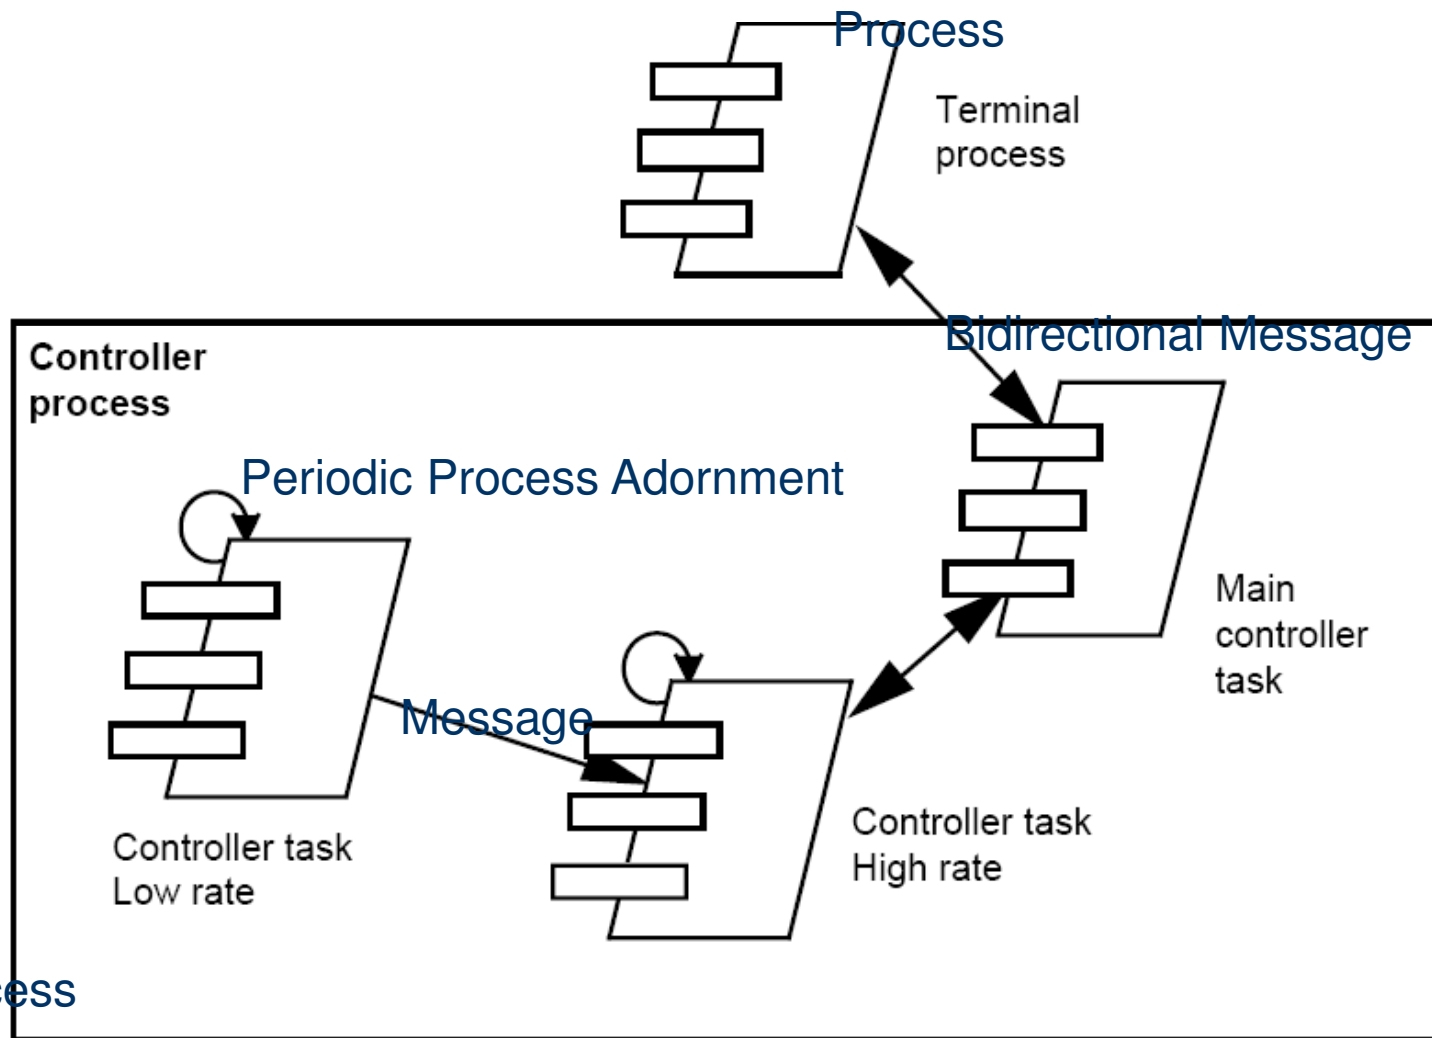 Process
Terminal
process
Bidirectional Message
Controller
process
Periodic Process Adornment
Main
controller
task
Message
Controller task
High rate
Controller task
Low rate